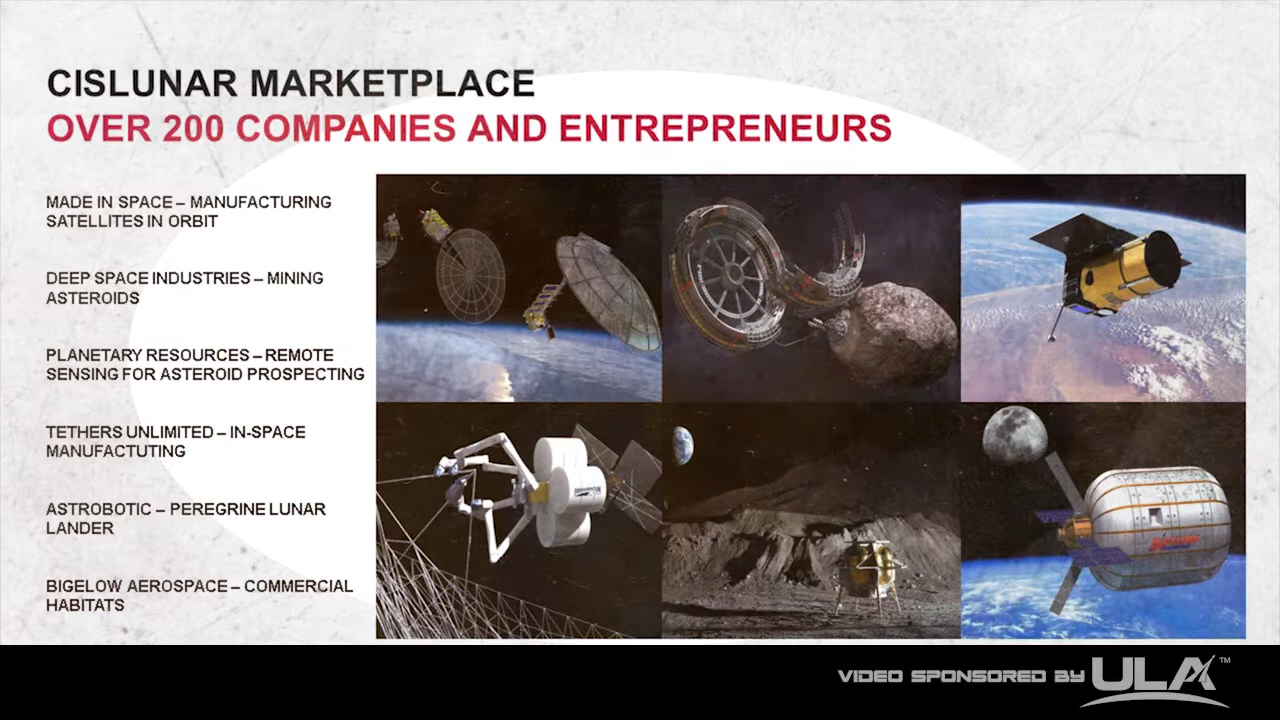 CISLUNAR MARKETPLACE
OVER 200 COMPANIES AND ENTREPRENEURS
MADE IN SPACE – MANUFACTURING
SATELLITES IN ORBIT
DEEP SPACE INDUSTRIES – MINING
ASTEROIDS
PLANETARY RESOURCES – REMOTE
SENSING FOR ASTEROID PROSPECTING
TETHERS UNLIMITED – IN-SPACE
MANUFACTUTING
ASTROBOTIC – PEREGRINE LUNAR
LANDER
BIGELOW AEROSPACE – COMMERCIAL
HABITATS
VIDEO SPONSORED BY ULA™